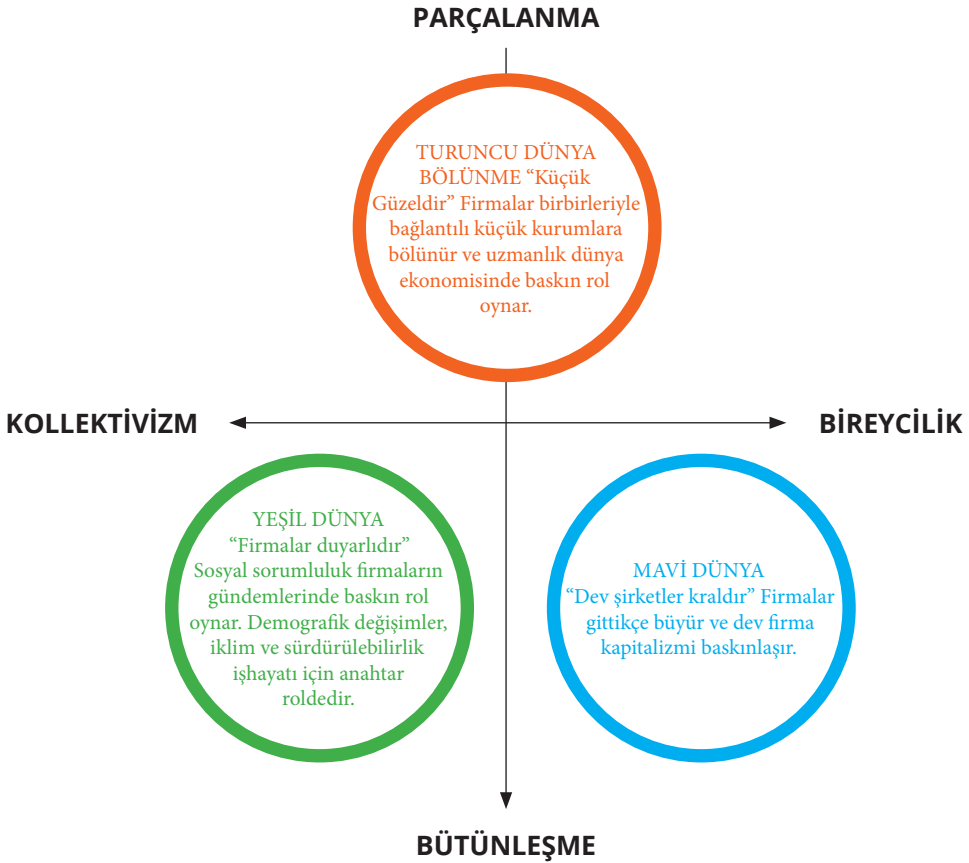 PARÇALANMA
TURUNCU DÜNYA
BÖLÜNME “Küçük
Güzeldir” Firmalar birbirleriyle
bağlantılı küçük kurumlara
bölünür ve uzmanlık dünya
ekonomisinde baskın rol
oynar.
KOLLEKTİVİZM
BİREYCİLİK
YEŞİL DÜNYA
“Firmalar duyarlıdır”
Sosyal sorumluluk firmaların
gündemlerinde baskın rol
oynar. Demografik değişimler,
iklim ve sürdürülebilirlik
işhayatı için anahtar
roldedir.
MAVİ DÜNYA
“Dev şirketler kraldır” Firmalar
gittikçe büyür ve dev firma
kapitalizmi baskınlaşır.
BÜTÜNLEŞME